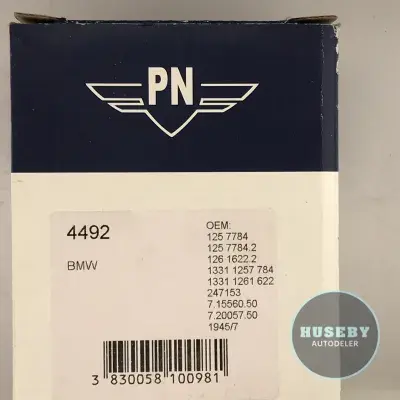 PN
4492
BMW
OEM:
125 7784
125 7784.2
126 1622.2
1331 1257 784
1331 1261 622
247153
7.15560.50
7.20057.50
1945/7
3 830058 100981
HUSEBY
AUTODELER